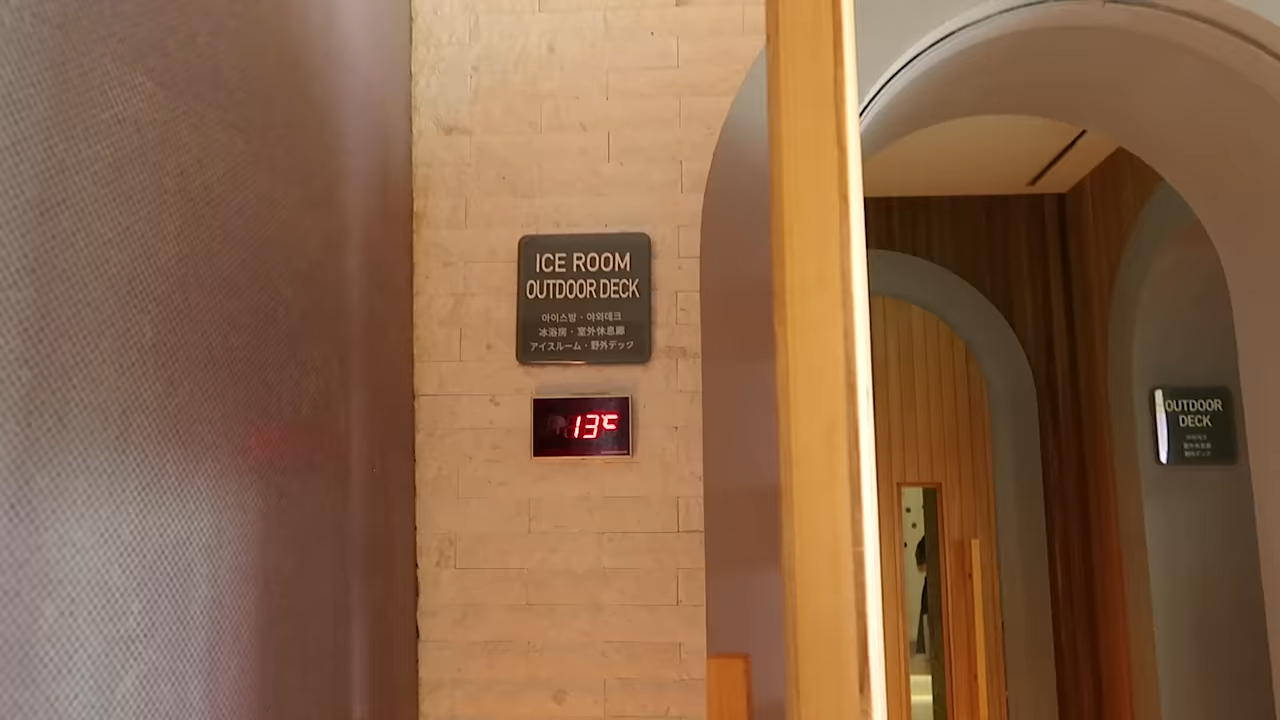 ICE ROOM
OUTDOOR DECK
아이스방 · 야외데크
冰浴房 · 室外休息廊
アイスルーム · 野外デック
13℃
OUTDOOR
DECK